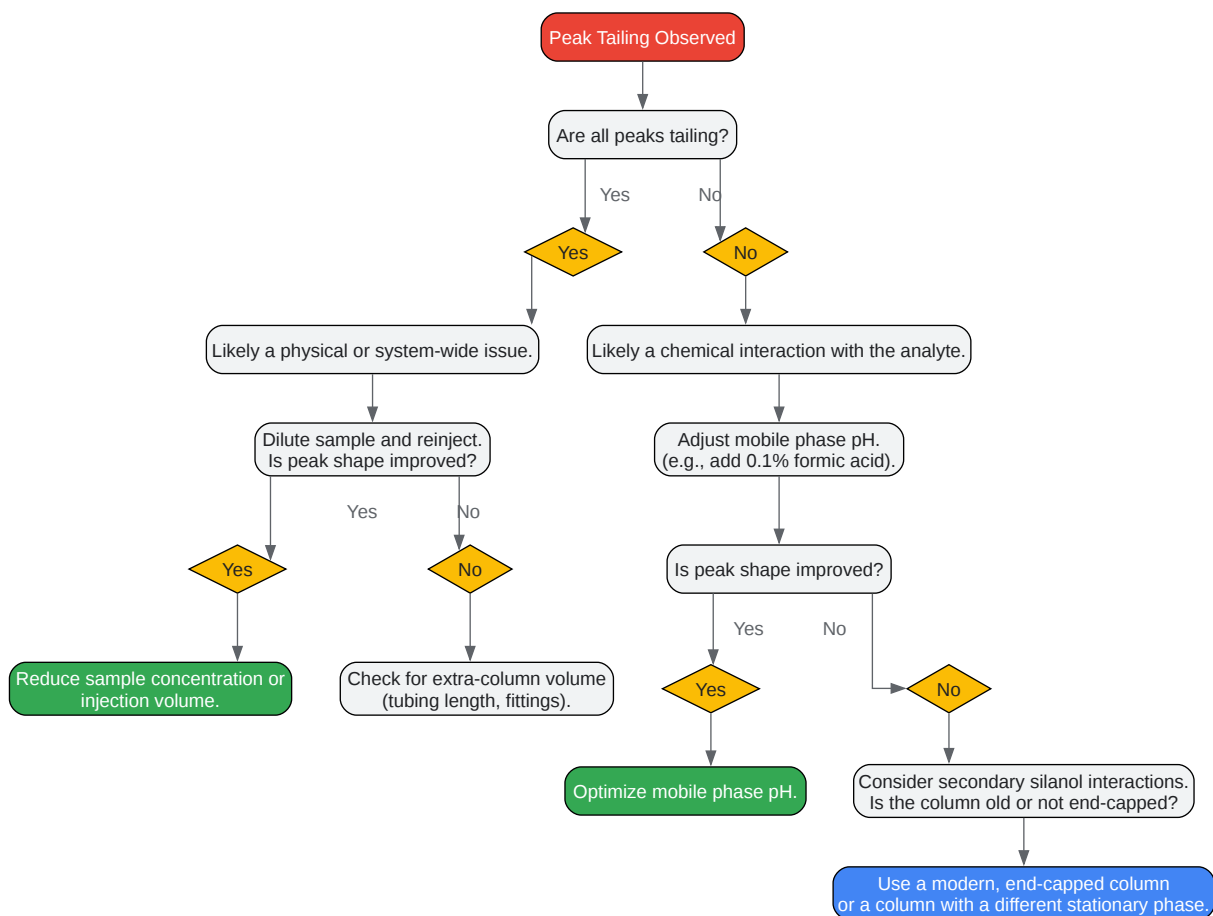 Peak Tailing Observed
Are all peaks tailing?
Yes
No
Yes
No
Likely a physical or system-wide issue.
Likely a chemical interaction with the analyte.
Dilute sample and reinject.
Is peak shape improved?
Adjust mobile phase pH.
(e.g., add 0.1% formic acid).
Yes
No
Yes
No
Is peak shape improved?
Yes
No
Reduce sample concentration or
injection volume.
Check for extra-column volume
(tubing length, fittings).
Yes
No
Optimize mobile phase pH.
Consider secondary silanol interactions.
Is the column old or not end-capped?
Use a modern, end-capped column
or a column with a different stationary phase.